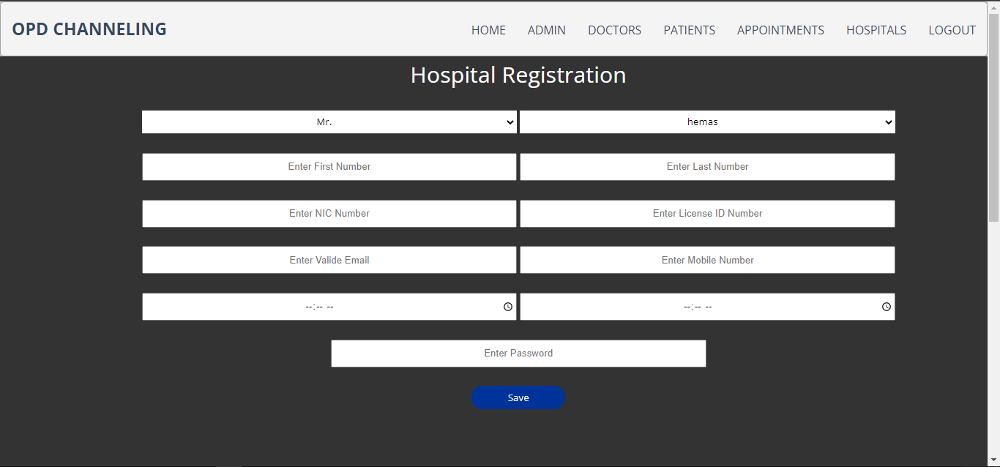 OPD CHANNELING
HOME ADMIN DOCTORS PATIENTS APPOINTMENTS HOSPITALS LOGOUT
Hospital Registration
Mr. hemas
Enter First Number Enter Last Number
Enter NIC Number Enter License ID Number
Enter Valide Email Enter Mobile Number
--:-- -- --:-- --
Enter Password
Save